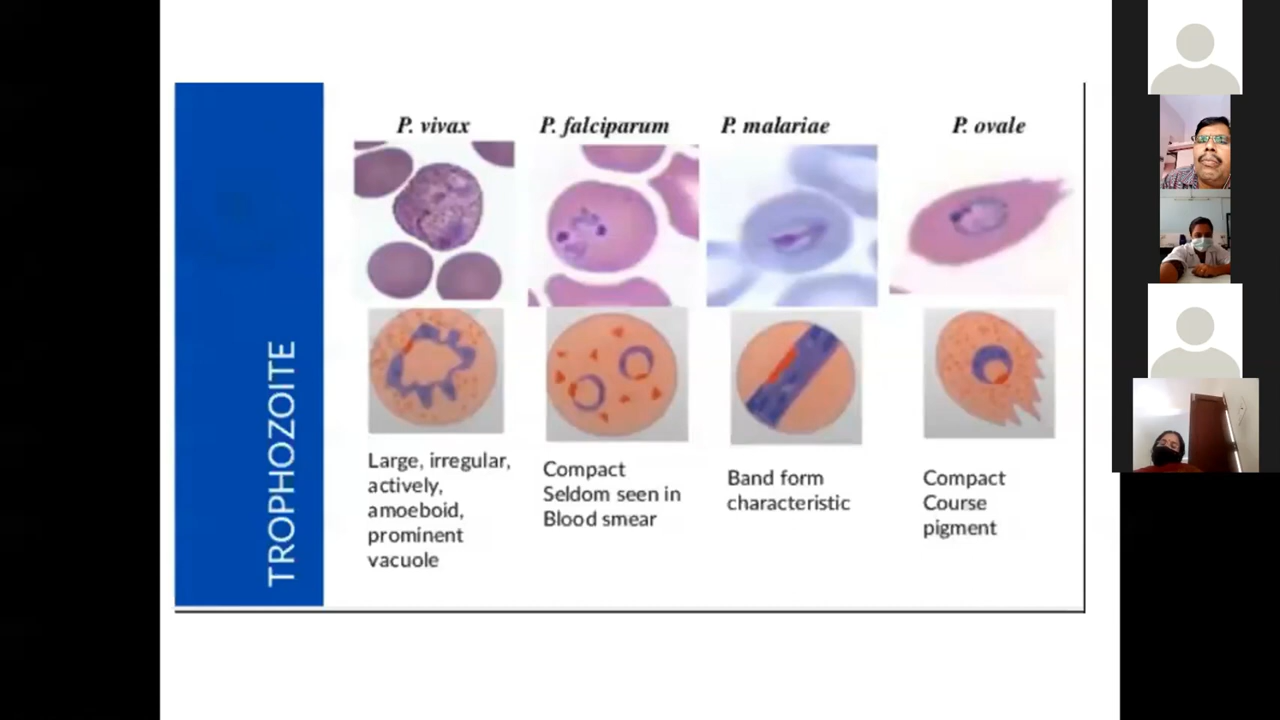 TROPHOZOITE
P. vivax
P. falciparum
P. malariae
P. ovale
Large, irregular,
actively,
amoeboid,
prominent
vacuole
Compact
Seldom seen in
Blood smear
Band form
characteristic
Compact
Course
pigment